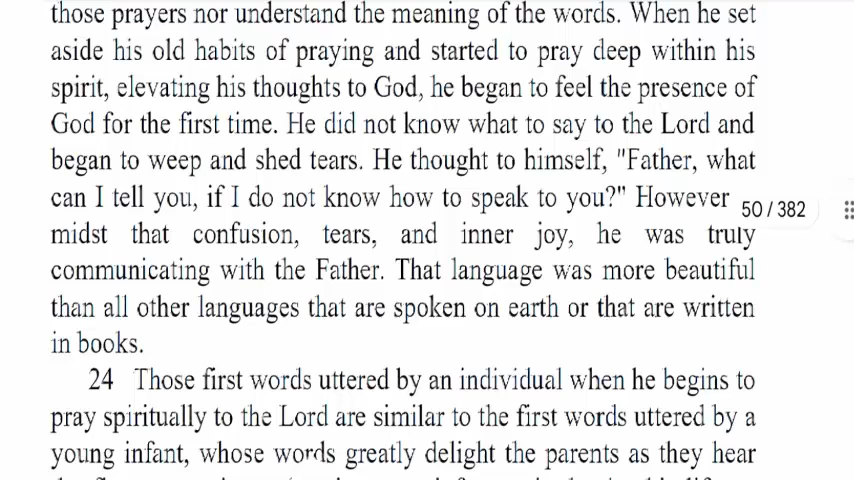 those prayers nor understand the meaning of the words. When he set
aside his old habits of praying and started to pray deep within his
spirit, elevating his thoughts to God, he began to feel the presence of
God for the first time. He did not know what to say to the Lord and
began to weep and shed tears. He thought to himself, "Father, what
can I tell you, if I do not know how to speak to you?" However
50 / 382
midst that confusion, tears, and inner joy, he was truly
communicating with the Father. That language was more beautiful
than all other languages that are spoken on earth or that are written
in books.
24 Those first words uttered by an individual when he begins to
pray spiritually to the Lord are similar to the first words uttered by a
young infant, whose words greatly delight the parents as they hear